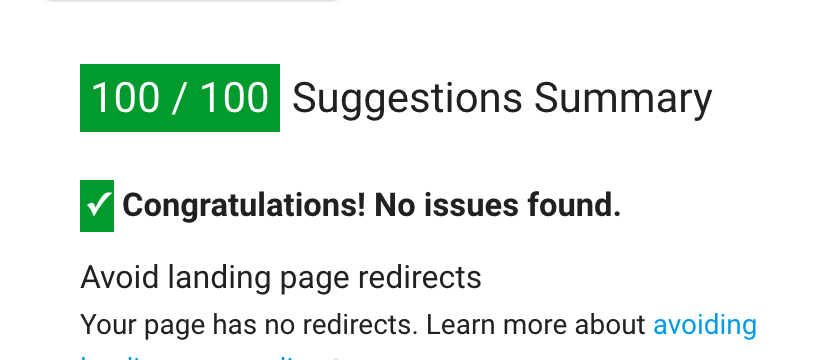 100 / 100 Suggestions Summary
✓ Congratulations! No issues found.
Avoid landing page redirects
Your page has no redirects. Learn more about avoiding